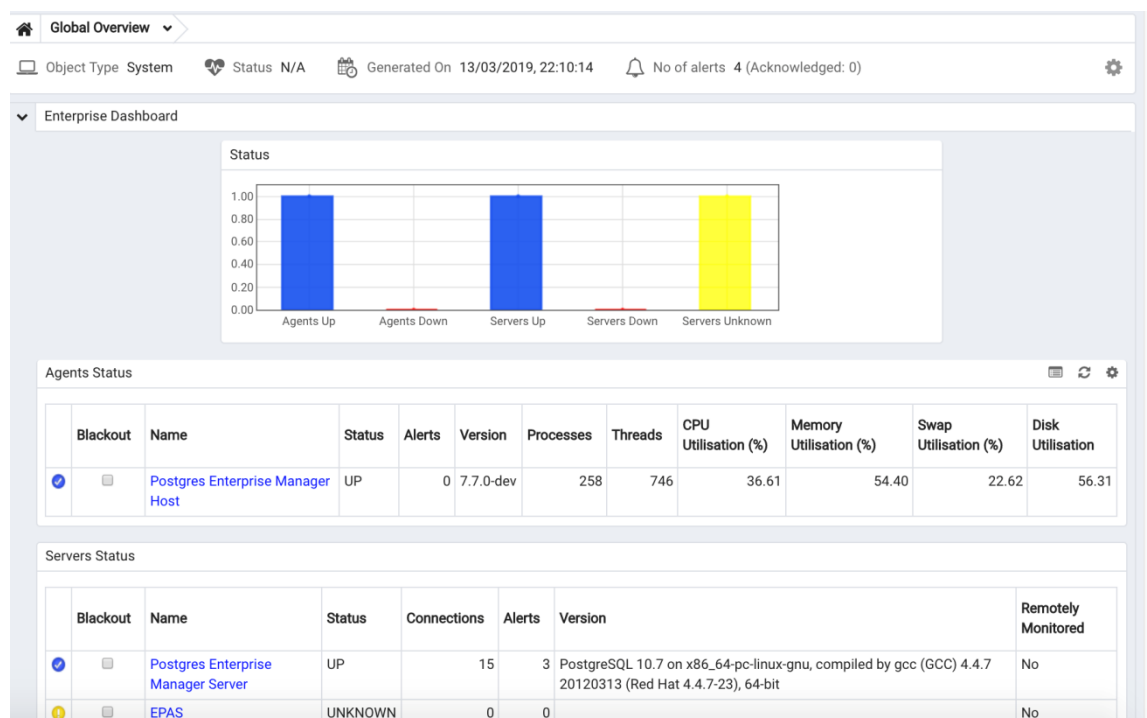 Global Overview
Object Type System Status N/A Generated On 13/03/2019, 22:10:14 No of alerts 4 (Acknowledged: 0)
Enterprise Dashboard
Status
1.00
0.80
0.60
0.40
0.20
0.00
Agents Up Agents Down Servers Up Servers Down Servers Unknown
Agents Status
Blackout Name Status Alerts Version Processes Threads CPU Utilisation (%) Memory Utilisation (%) Swap Utilisation (%) Disk Utilisation
Postgres Enterprise Manager UP 0 7.7.0-dev 258 746 36.61 54.40 22.62 56.31
Host
Servers Status
Blackout Name Status Connections Alerts Version Remotely Monitored
Postgres Enterprise UP 15 3 PostgreSQL 10.7 on x86_64-pc-linux-gnu, compiled by gcc (GCC) 4.4.7 No
Manager Server 20120313 (Red Hat 4.4.7-23), 64-bit
EPAS UNKNOWN 0 0 No